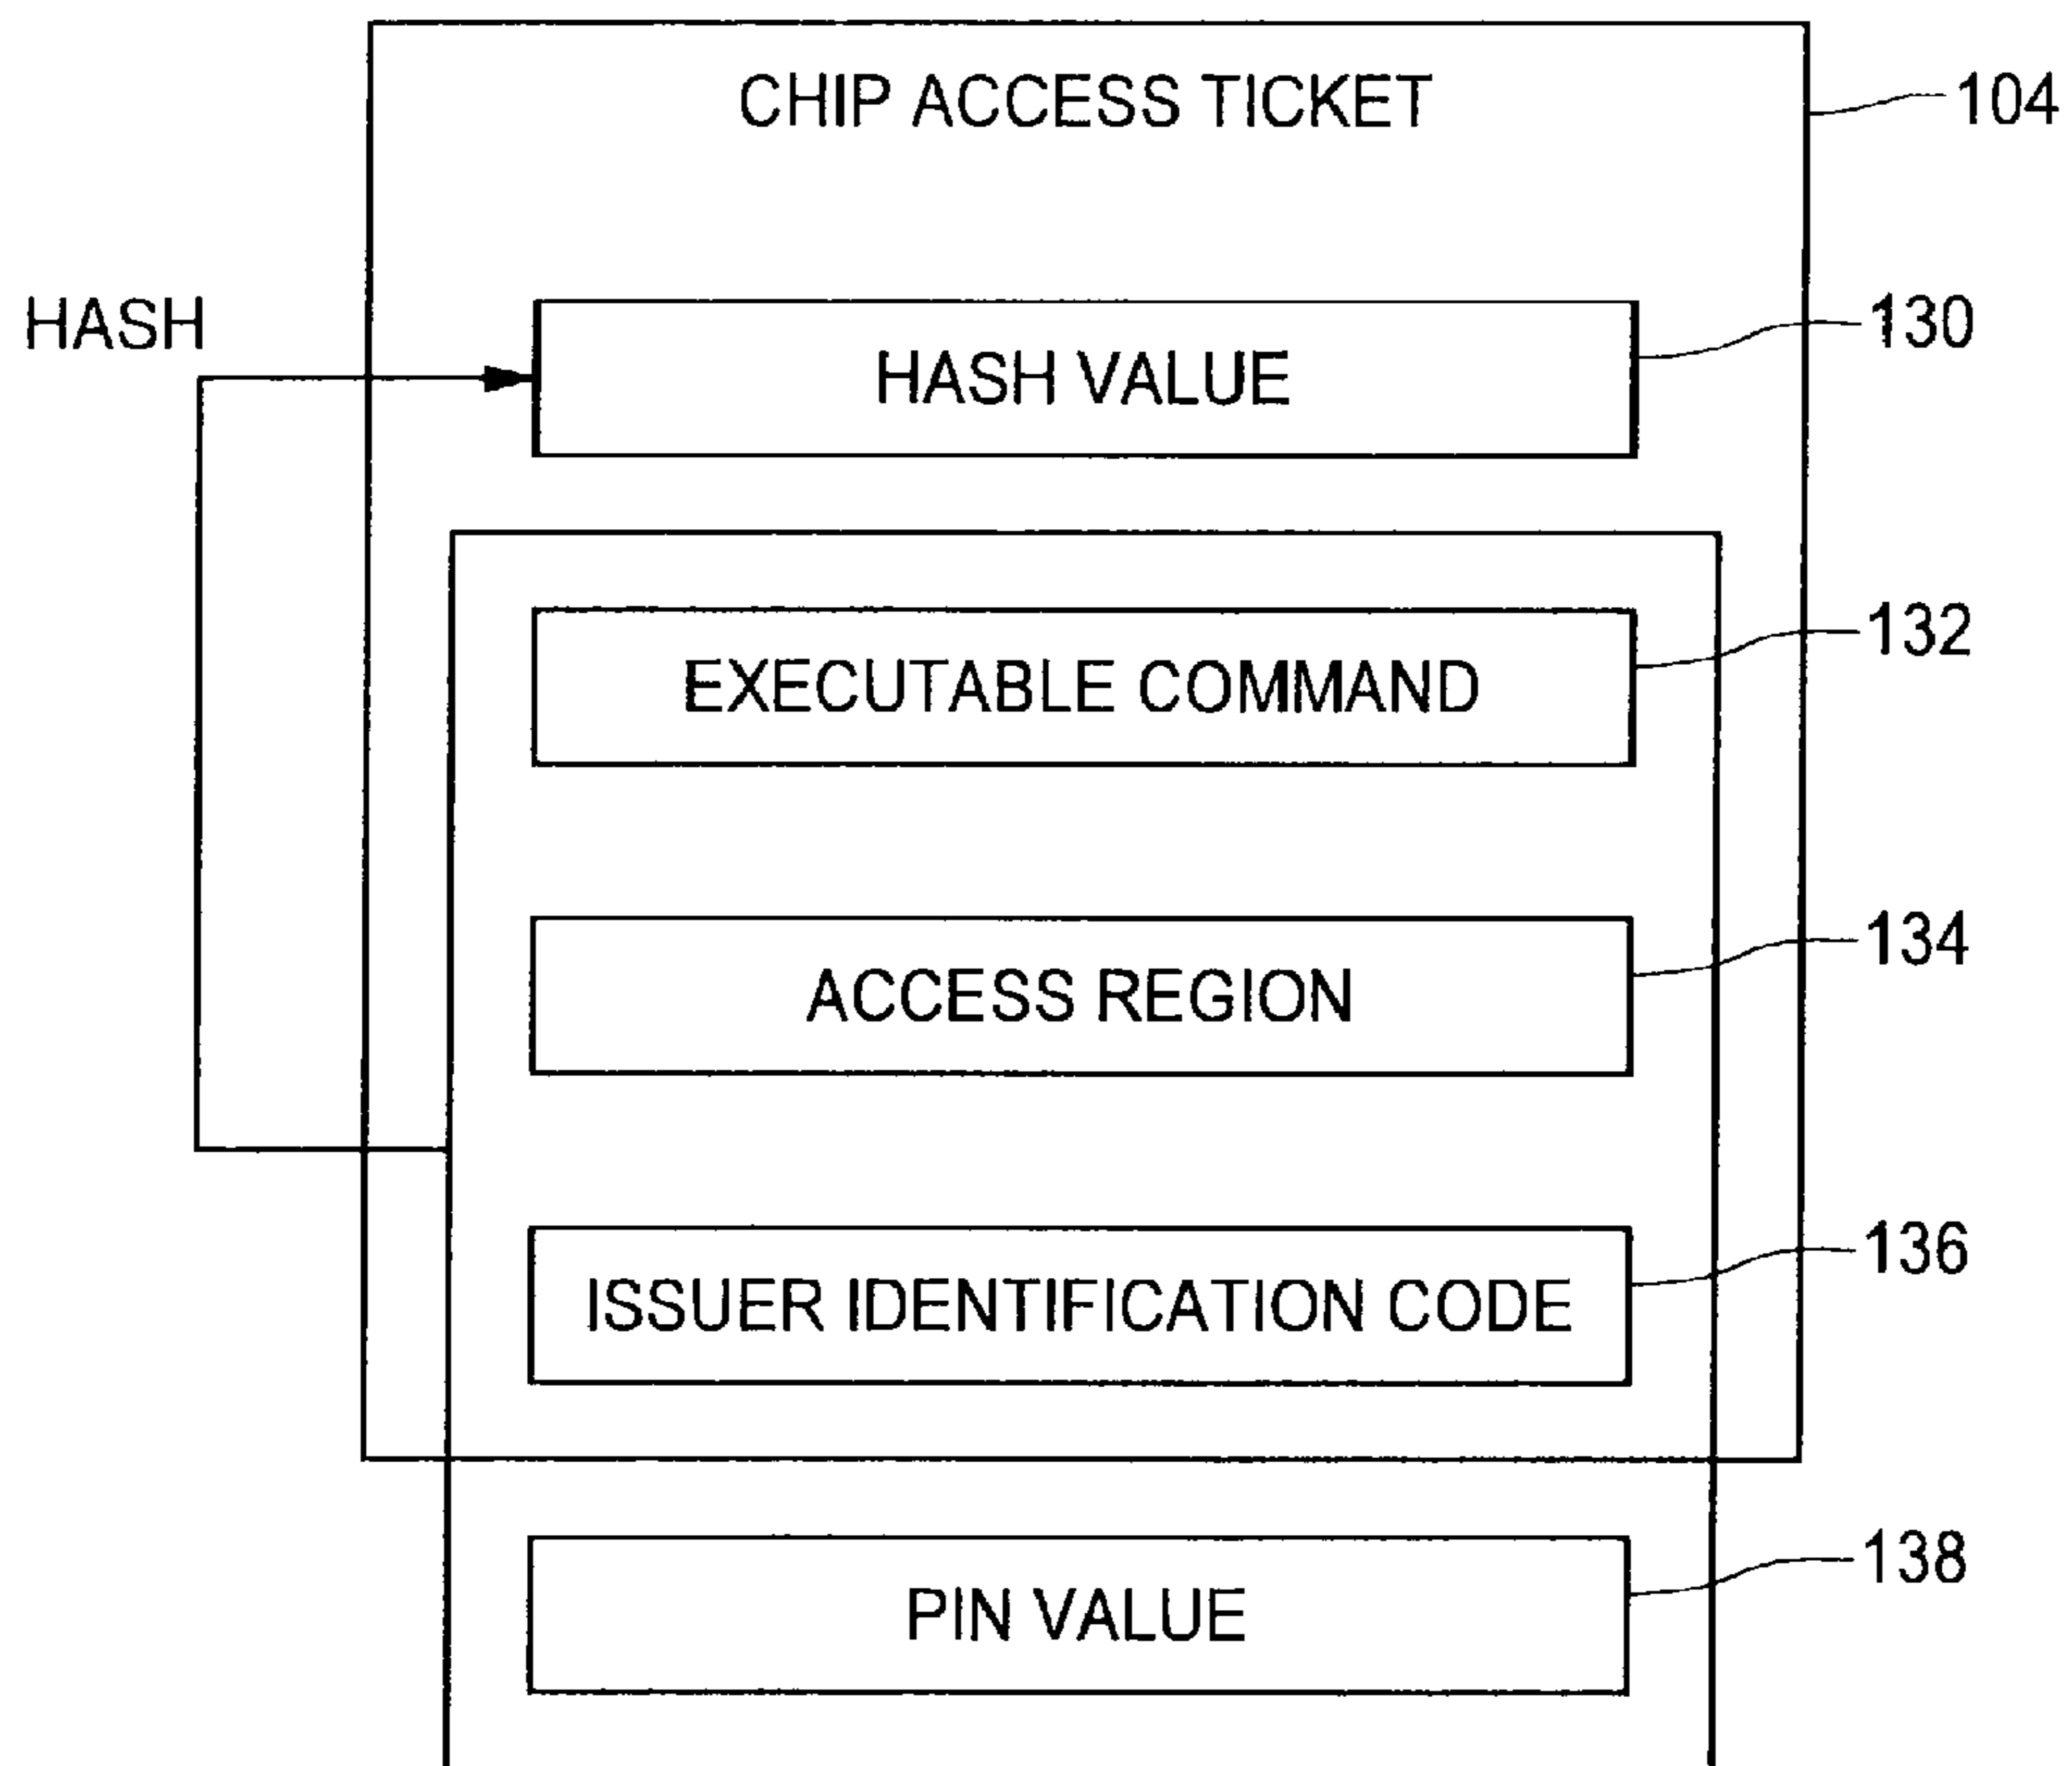 CHIP ACCESS TICKET
104
HASH
130
HASH VALUE
132
EXECUTABLE COMMAND
134
ACCESS REGION
136
ISSUER IDENTIFICATION CODE
138
PIN VALUE